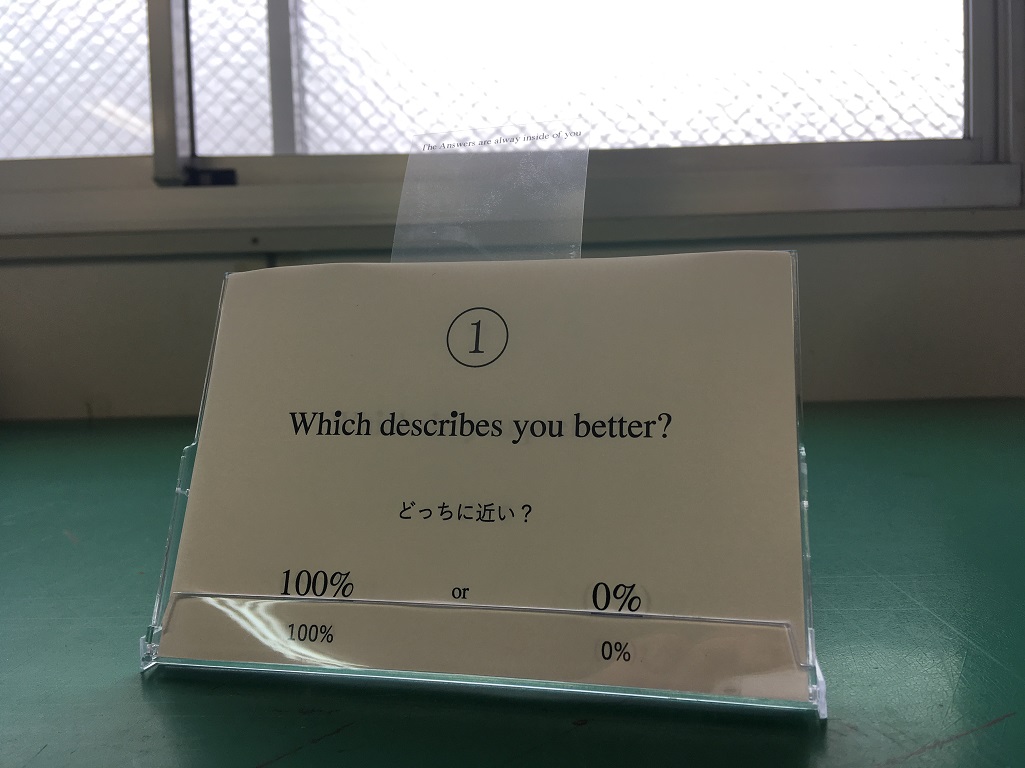 The Answers are alway inside of you
①
Which describes you better?
どっちに近い？
100% or 0%
100% 0%